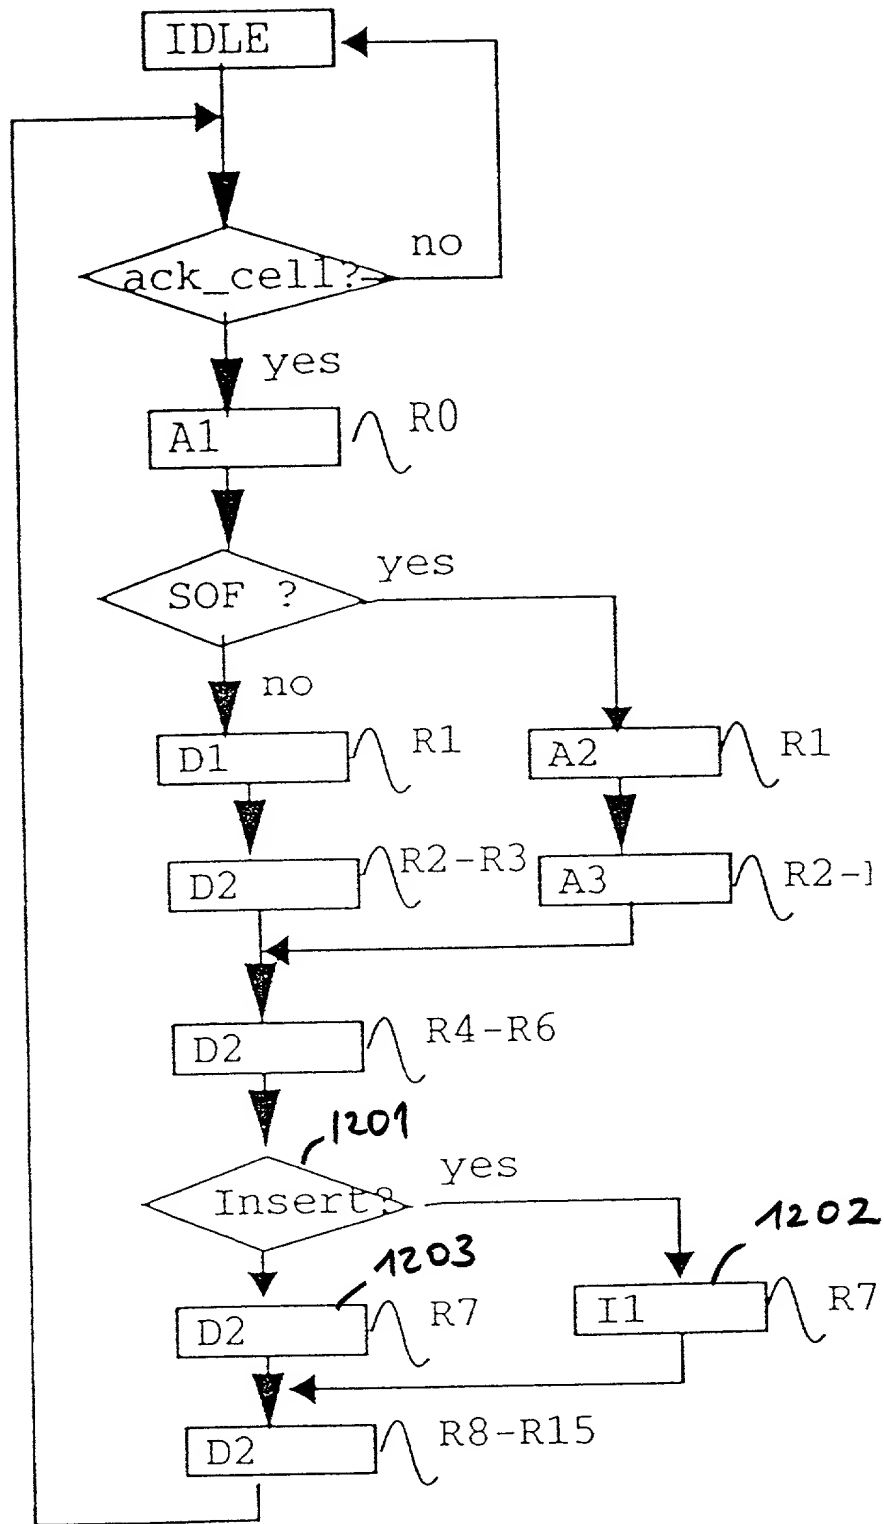 IDLE
no
ack_cell?
yes
A1
R0
SOF ?
yes
no
D1
R1
A2
R1
D2
R2-R3
A3
R2-
D2
R4-R6
1201
Insert?
yes
1202
1203
D2
R7
I1
R7
D2
R8-R15